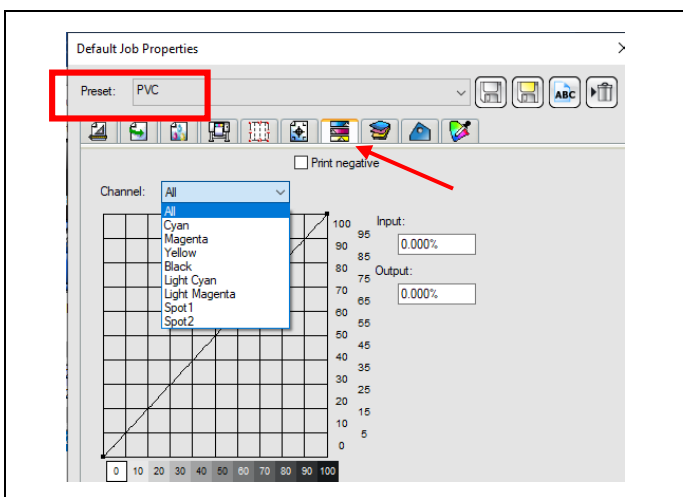 Default Job Properties
Preset: PVC
ABC
Print negative
Channel: All
All
Cyan
Magenta
Yellow
Black
Light Cyan
Light Magenta
Spot1
Spot2
Input:
0.000%
Output:
0.000%
100
95
90
85
80
75
70
65
60
55
50
45
40
35
30
25
20
15
10
5
0
0 10 20 30 40 50 60 70 80 90 100